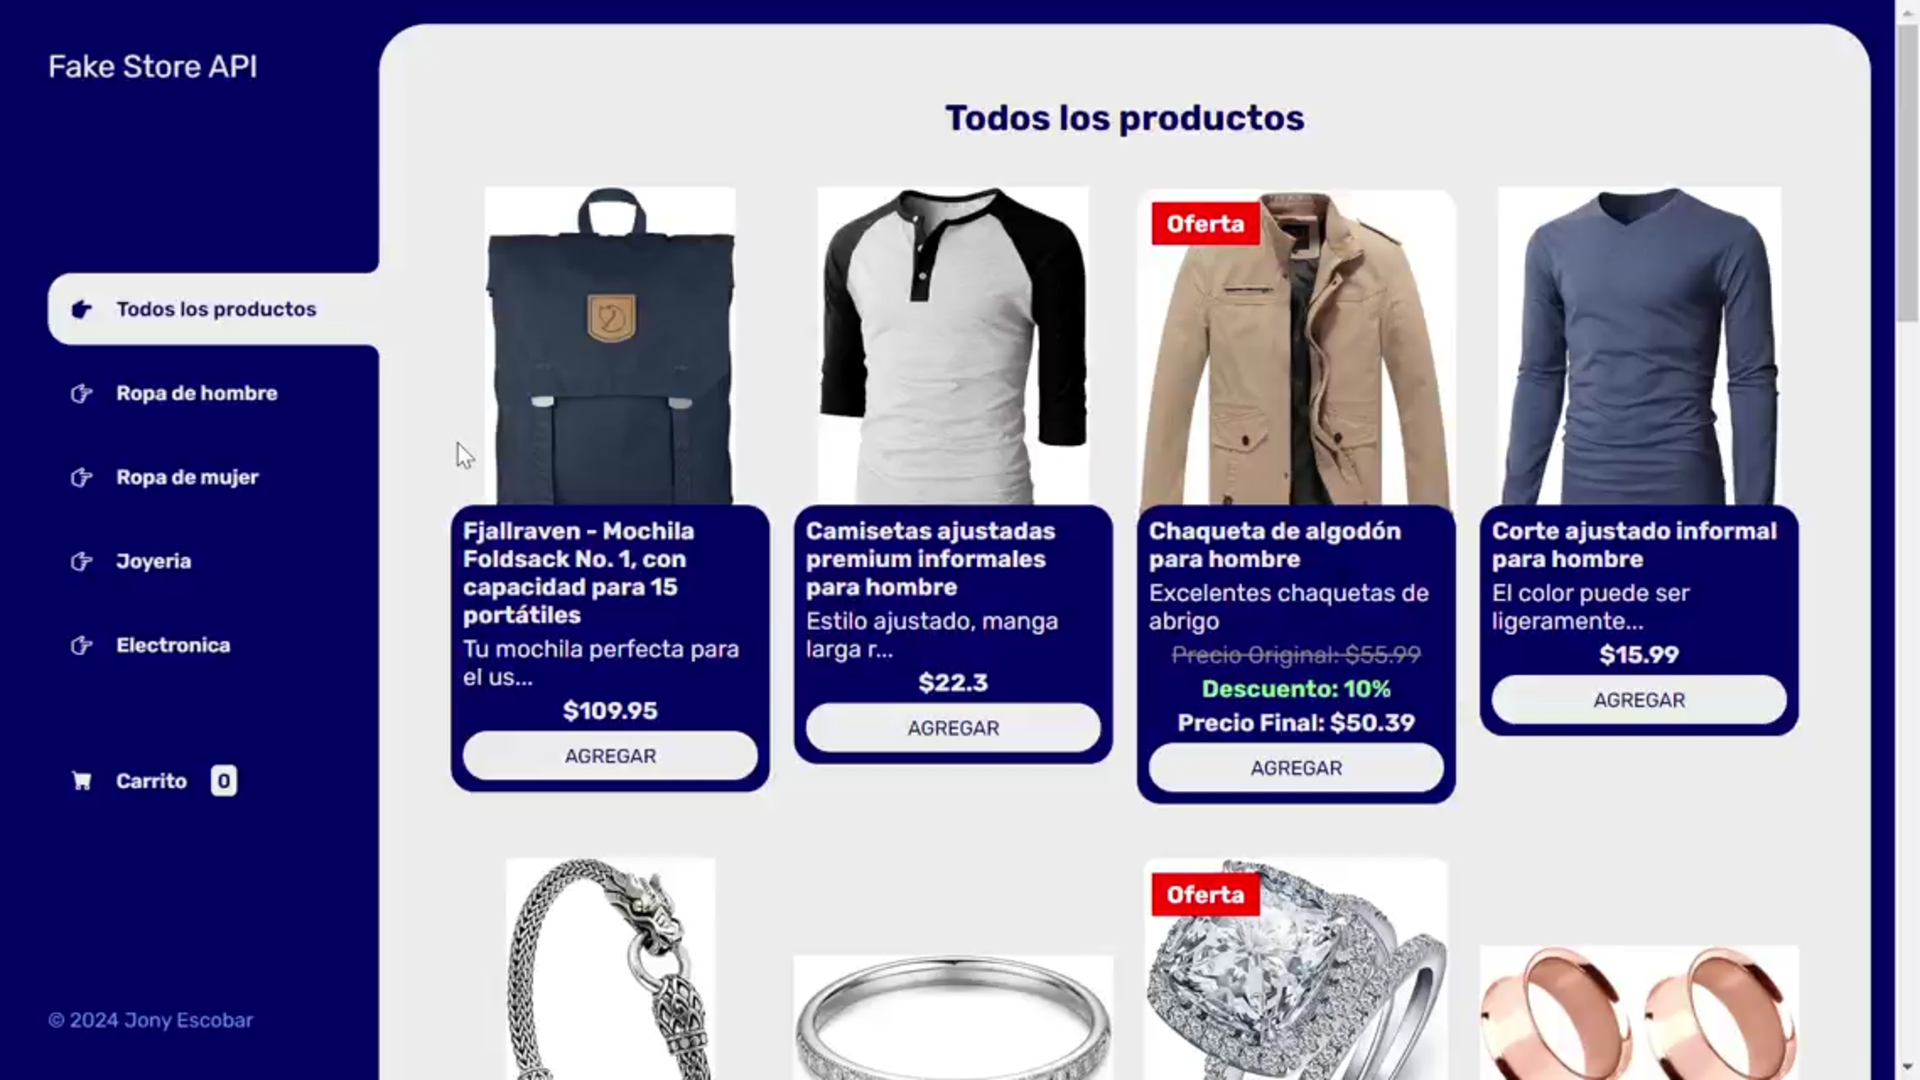 Fake Store API
Todos los productos
Ropa de hombre
Ropa de mujer
Joyeria
Electronica
Carrito 0
© 2024 Jony Escobar
Todos los productos
Fjallraven - Mochila
Foldsack No. 1, con
capacidad para 15
portátiles
Tu mochila perfecta para
el us...
$109.95
AGREGAR
Camisetas ajustadas
premium informales
para hombre
Estilo ajustado, manga
larga r...
$22.3
AGREGAR
Oferta
Chaqueta de algodón
para hombre
Excelentes chaquetas de
abrigo
Precio Original: $55.99
Descuento: 10%
Precio Final: $50.39
AGREGAR
Corte ajustado informal
para hombre
El color puede ser
ligeramente...
$15.99
AGREGAR
Oferta